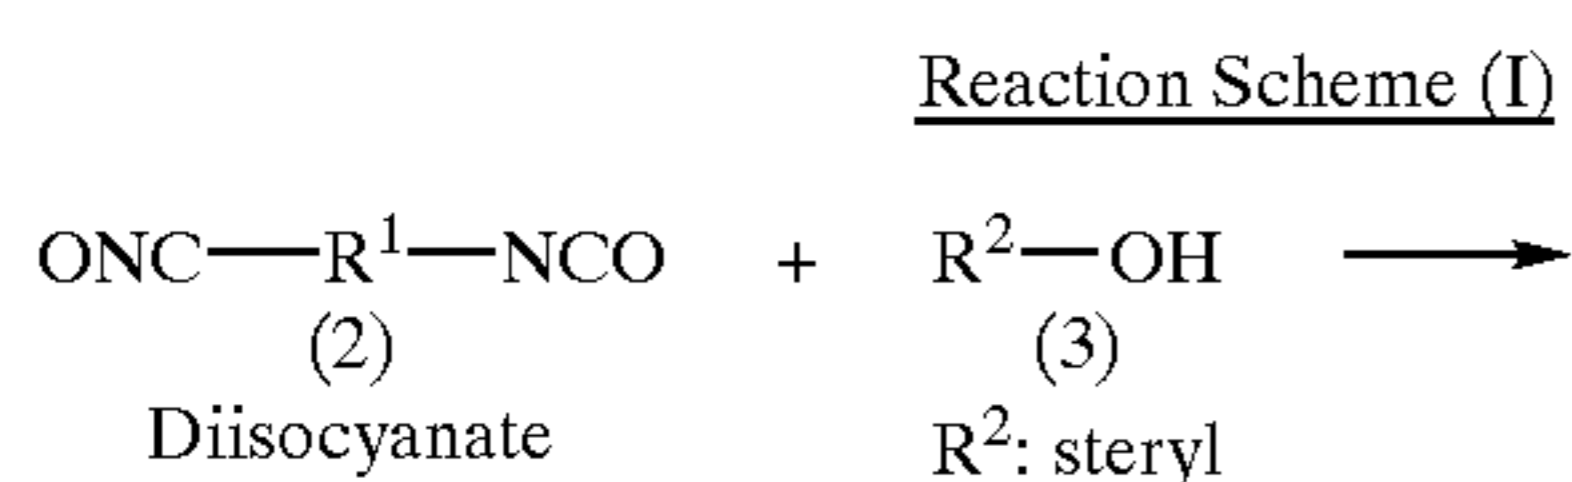 Reaction Scheme (I)
ONC—R¹—NCO + R²—OH
(2) (3)
Diisocyanate R²: steryl